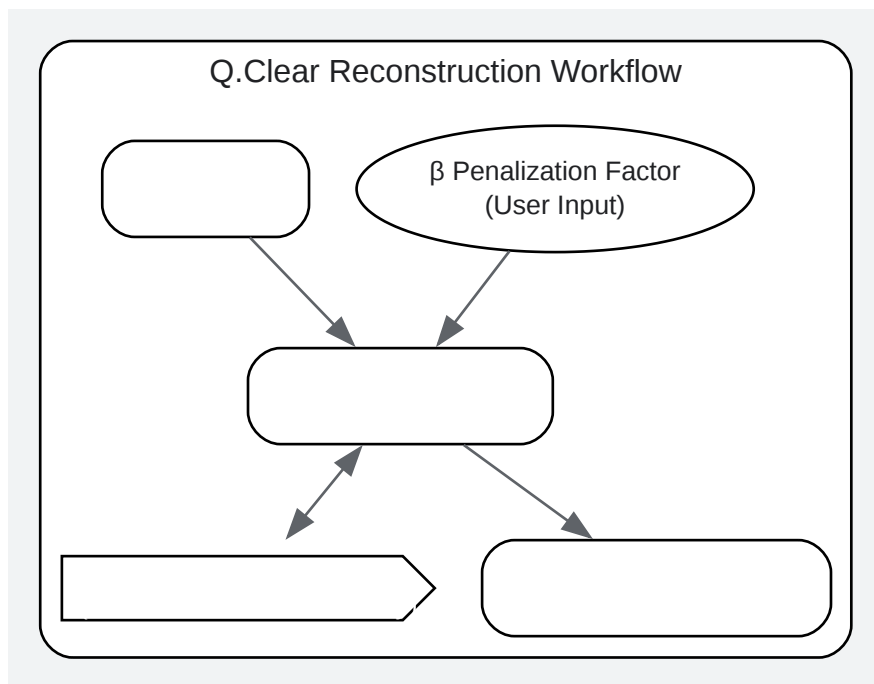 Q.Clear Reconstruction Workflow
β Penalization Factor
(User Input)